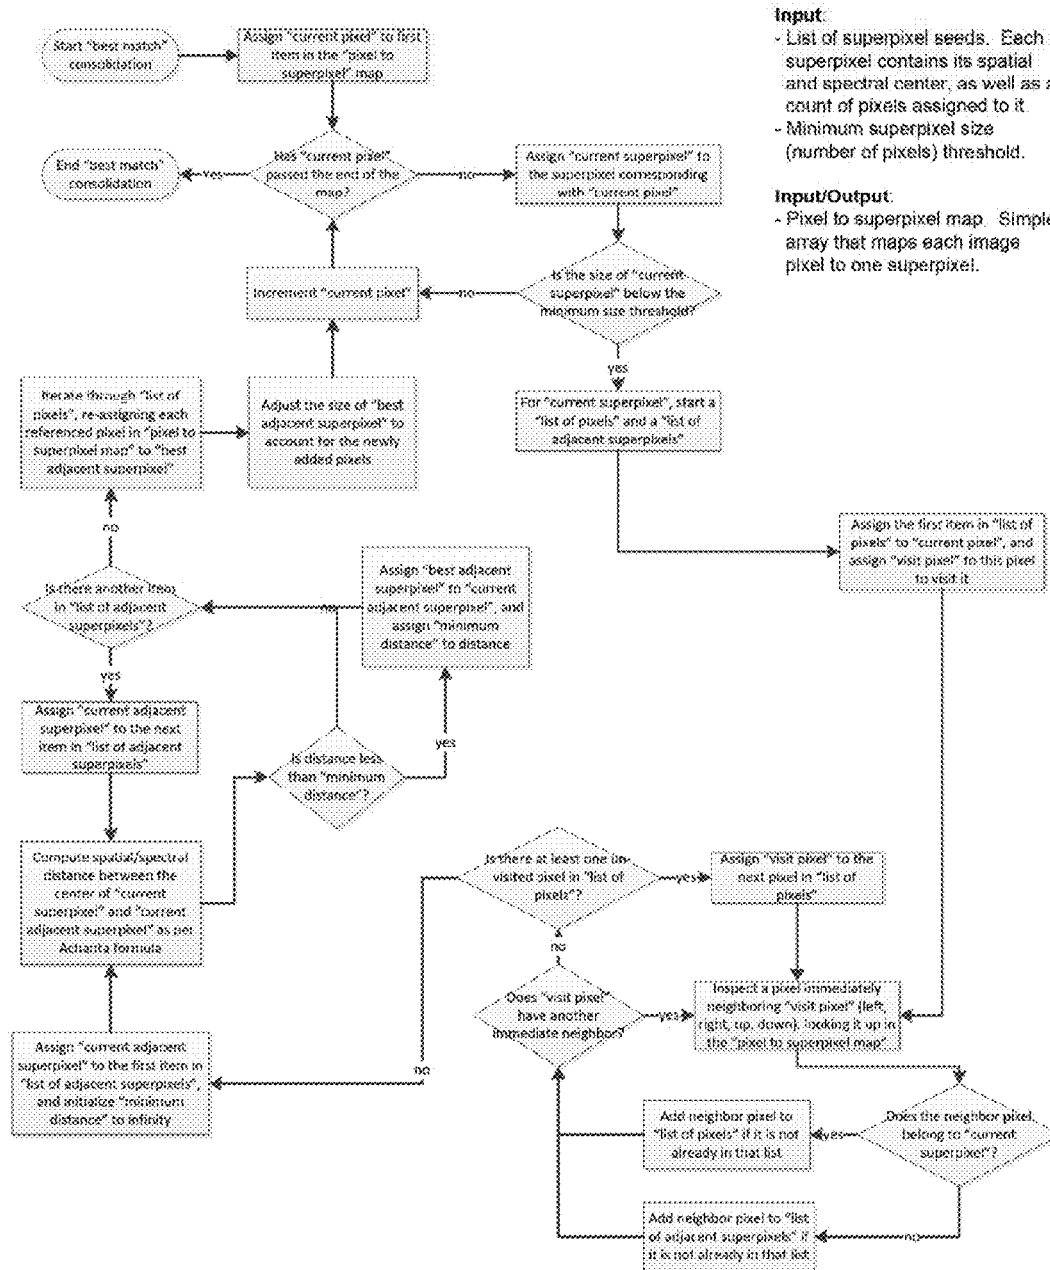 Start "best match"
consolidation
Assign "current pixel" to first
item in the "pixel to
superpixel" map
Input:
- List of superpixel seeds. Each
superpixel contains its spatial
and spectral center, as well as a
count of pixels assigned to it
- Minimum superpixel size
(number of pixels) threshold.
Input/Output:
- Pixel to superpixel map. Simple
array that maps each image
pixel to one superpixel.
End "best match"
consolidation
yes
Has "current pixel"
passed the end of the
map?
no
Assign "current superpixel" to
the superpixel corresponding
with "current pixel"
Increment "current pixel"
no
Is the size of "current
superpixel" below the
minimum size threshold?
yes
Iterate through "list of
pixels", re-assigning each
referenced pixel in "pixel to
superpixel map" to "best
adjacent superpixel"
Adjust the size of "best
adjacent superpixel" to
account for the newly
added pixels
For "current superpixel", start a
"list of pixels" and a "list of
adjacent superpixels"
no
Assign the first item in "list of
pixels" to "current pixel", and
assign "visit pixel" to this pixel
to visit it
Is there another item
in "list of adjacent
superpixels"?
no
Assign "best adjacent
superpixel" to "current
adjacent superpixel", and
assign "minimum
distance" to distance
yes
Assign "current adjacent
superpixel" to the next
item in "list of adjacent
superpixels"
Is distance less
than "minimum
distance"?
yes
Compute spatial/spectral
distance between the
center of "current
superpixel" and "current
adjacent superpixel" as per
Achanta formula
Is there at least one un-
visited pixel in "list of
pixels"?
yes
Assign "visit pixel" to the
next pixel in "list of
pixels"
no
Does "visit pixel"
have another
immediate neighbor?
yes
Inspect a pixel immediately
neighboring "visit pixel" (left,
right, up, down), looking it up in
the "pixel to superpixel map"
Assign "current adjacent
superpixel" to the first item in
"list of adjacent superpixels",
and initialize "minimum
distance" to infinity
no
Add neighbor pixel to
"list of pixels" if it is not
already in that list
yes
Does the neighbor pixel
belong to "current
superpixel"?
Add neighbor pixel to "list
of adjacent superpixels" if
it is not already in that list
no